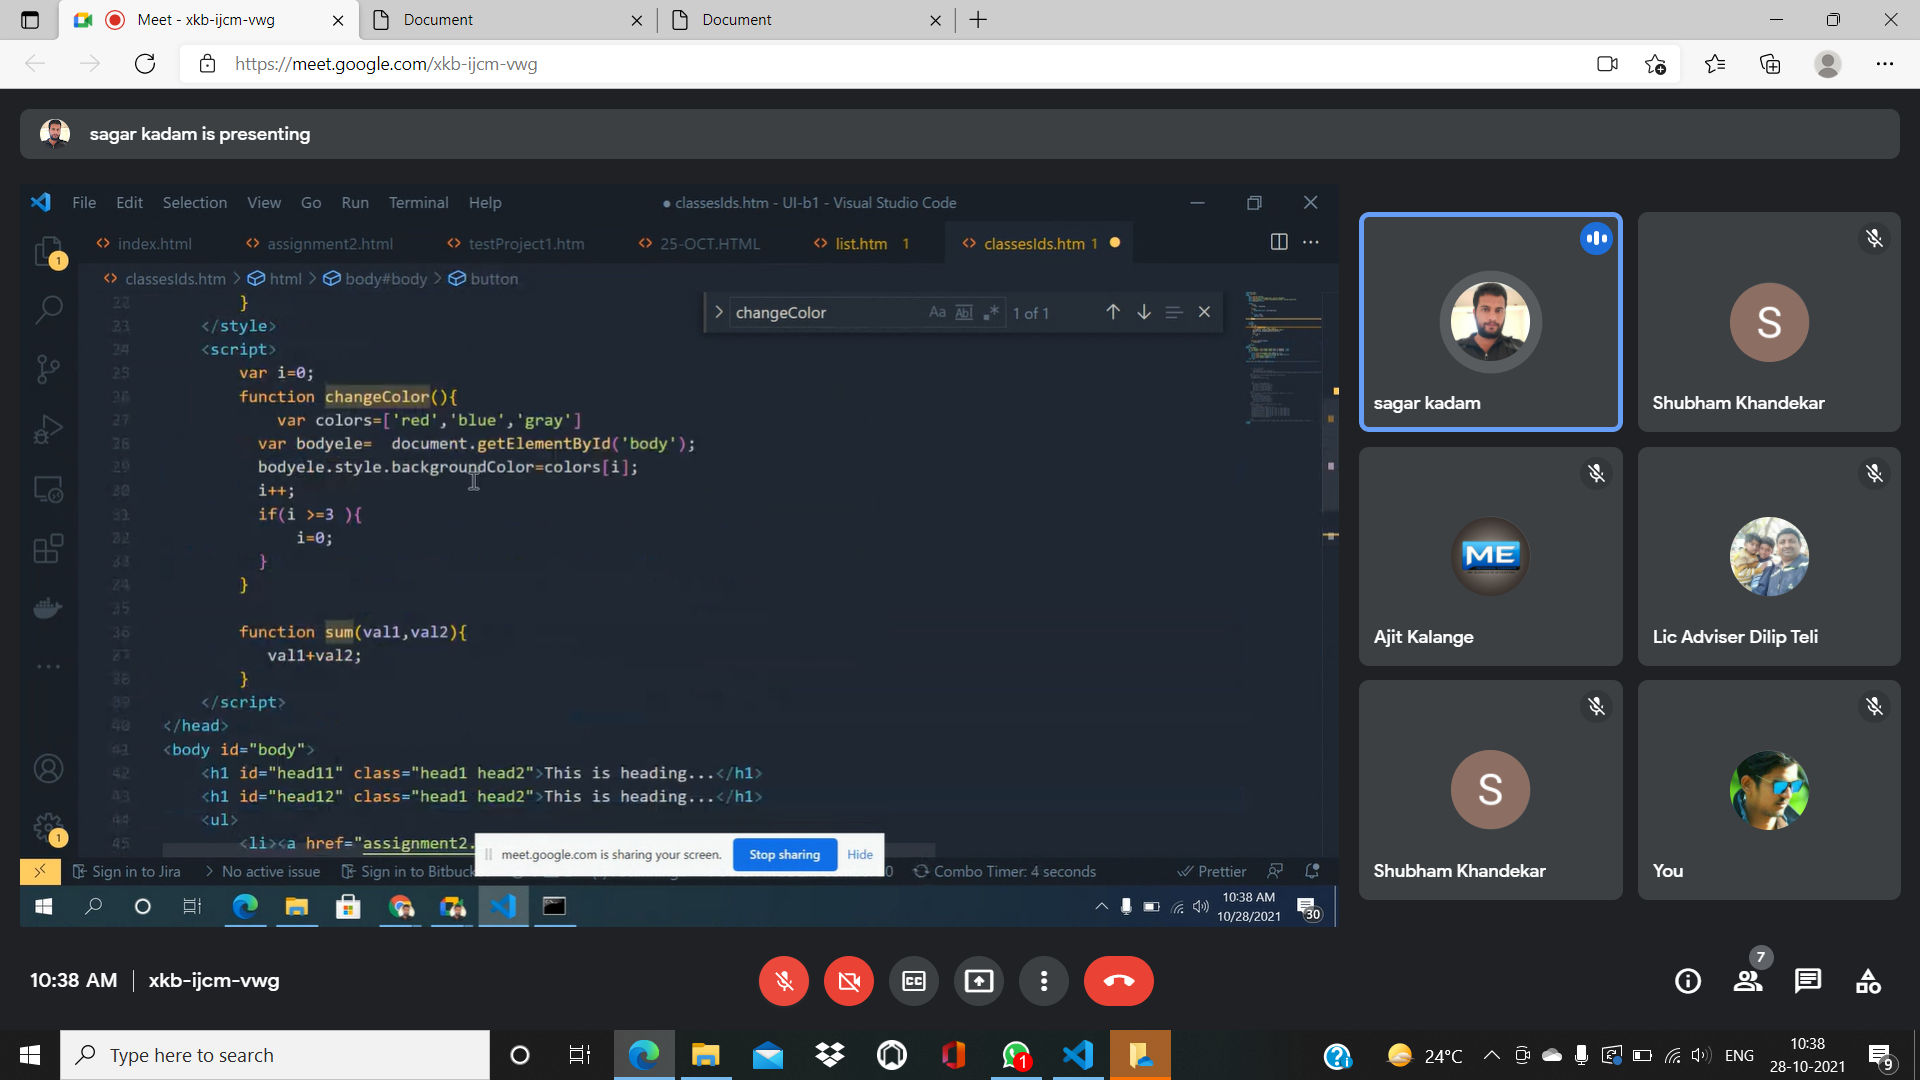 Meet - xkb-ijcm-vwg
Document
Document
https://meet.google.com/xkb-ijcm-vwg
sagar kadam is presenting
File Edit Selection View Go Run Terminal Help
● classesIds.htm - UI-b1 - Visual Studio Code
index.html
assignment2.html
testProject1.htm
25-OCT.HTML
list.htm 1
classesIds.htm 1
classesIds.htm > html > body#body > button
changeColor
Aa Abl .* 1 of 1
22 }
23 </style>
24 <script>
25 var i=0;
26 function changeColor(){
27 var colors=['red','blue','gray']
28 var bodyele= document.getElementById('body');
29 bodyele.style.backgroundColor=colors[i];
30 i++;
31 if(i >=3 ){
32 i=0;
33 }
34 }
35
36 function sum(val1,val2){
37 val1+val2;
38 }
39 </script>
40 </head>
41 <body id="body">
42 <h1 id="head11" class="head1 head2">This is heading...</h1>
43 <h1 id="head12" class="head1 head2">This is heading...</h1>
44 <ul>
45 <li><a href="assignment2.
1
1
meet.google.com is sharing your screen.
Stop sharing
Hide
Sign in to Jira
No active issue
Sign in to Bitbuck
0
Combo Timer: 4 seconds
Prettier
10:38 AM
10/28/2021
30
sagar kadam
S
Shubham Khandekar
ME
Ajit Kalange
Lic Adviser Dilip Teli
S
Shubham Khandekar
You
10:38 AM | xkb-ijcm-vwg
CC
7
Type here to search
1
24°C
ENG
10:38
28-10-2021
9